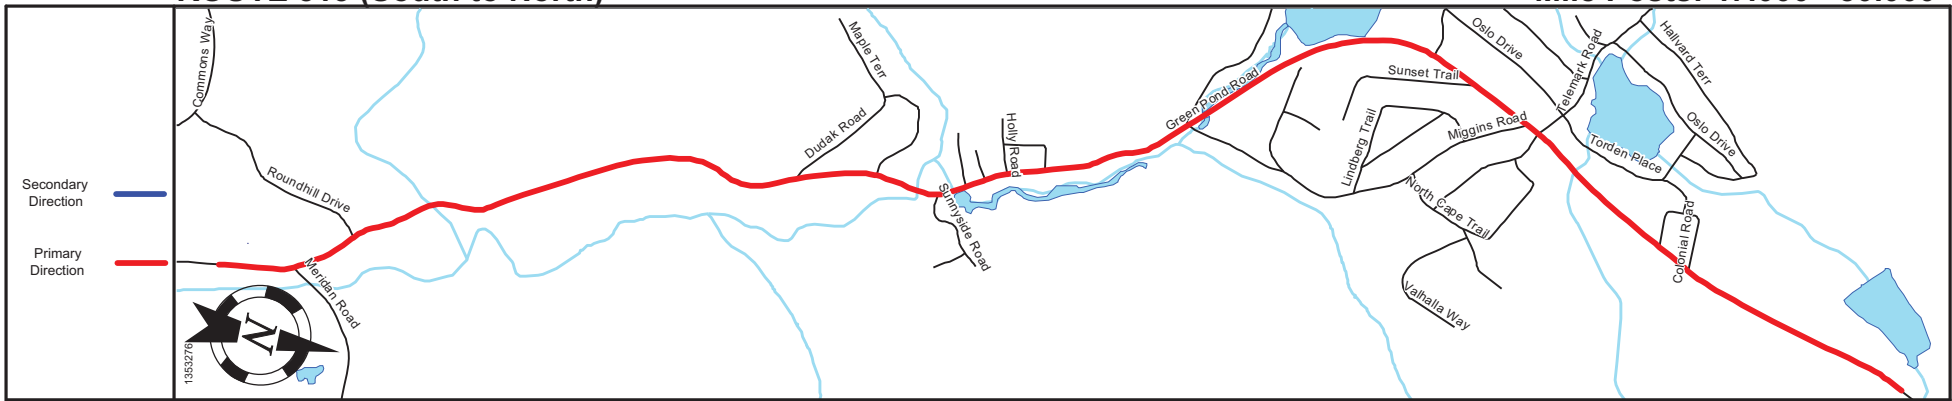 Secondary
Direction
Primary
Direction
Commons Way
Roundhill Drive
Meridan Road
N
1353276
Maple Terr
Dudak Road
Sunnyside Road
Holly Road
Green Pond Road
Sunset Trail
Lindberg Trail
Miggins Road
Oslo Drive
Telemark Road
Hallvard Terr
Oslo Drive
Torden Place
North Cape Trail
Valhalla Way
Colonial Road